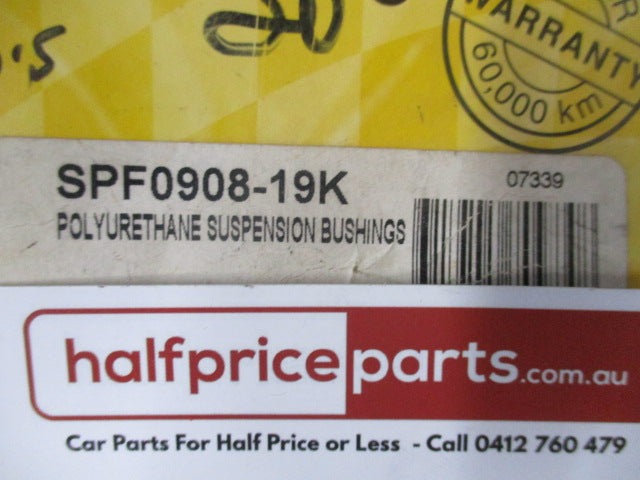 WARRANTY
60,000 km
SPF0908-19K
07339
POLYURETHANE SUSPENSION BUSHINGS
halfpriceparts.com.au
Car Parts For Half Price or Less - Call 0412 760 479